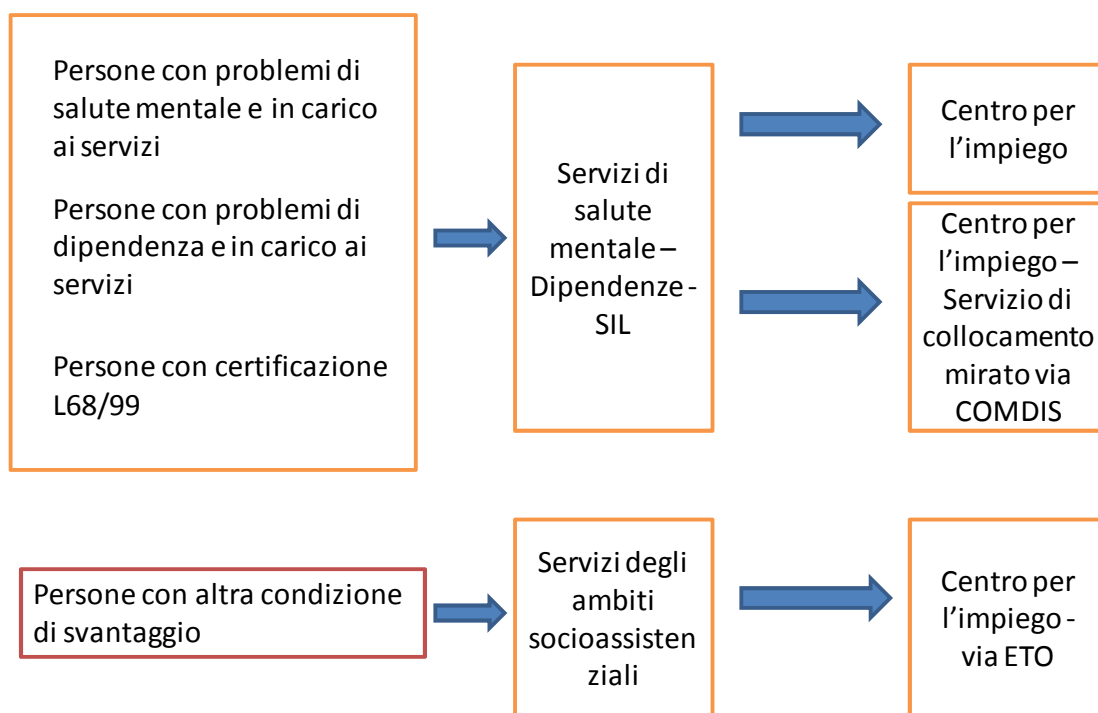 Persone con problemi di
salute mentale e in carico
ai servizi
Persone con problemi di
dipendenza e in carico ai
servizi
Persone con certificazione
L68/99
Servizi di
salute
mentale –
Dipendenze -
SIL
Centro per
l'impiego
Centro per
l'impiego –
Servizio di
collocamento
mirato via
COMDIS
Persone con altra condizione
di svantaggio
Servizi degli
ambiti
socioassisten
ziali
Centro per
l'impiego -
via ETO